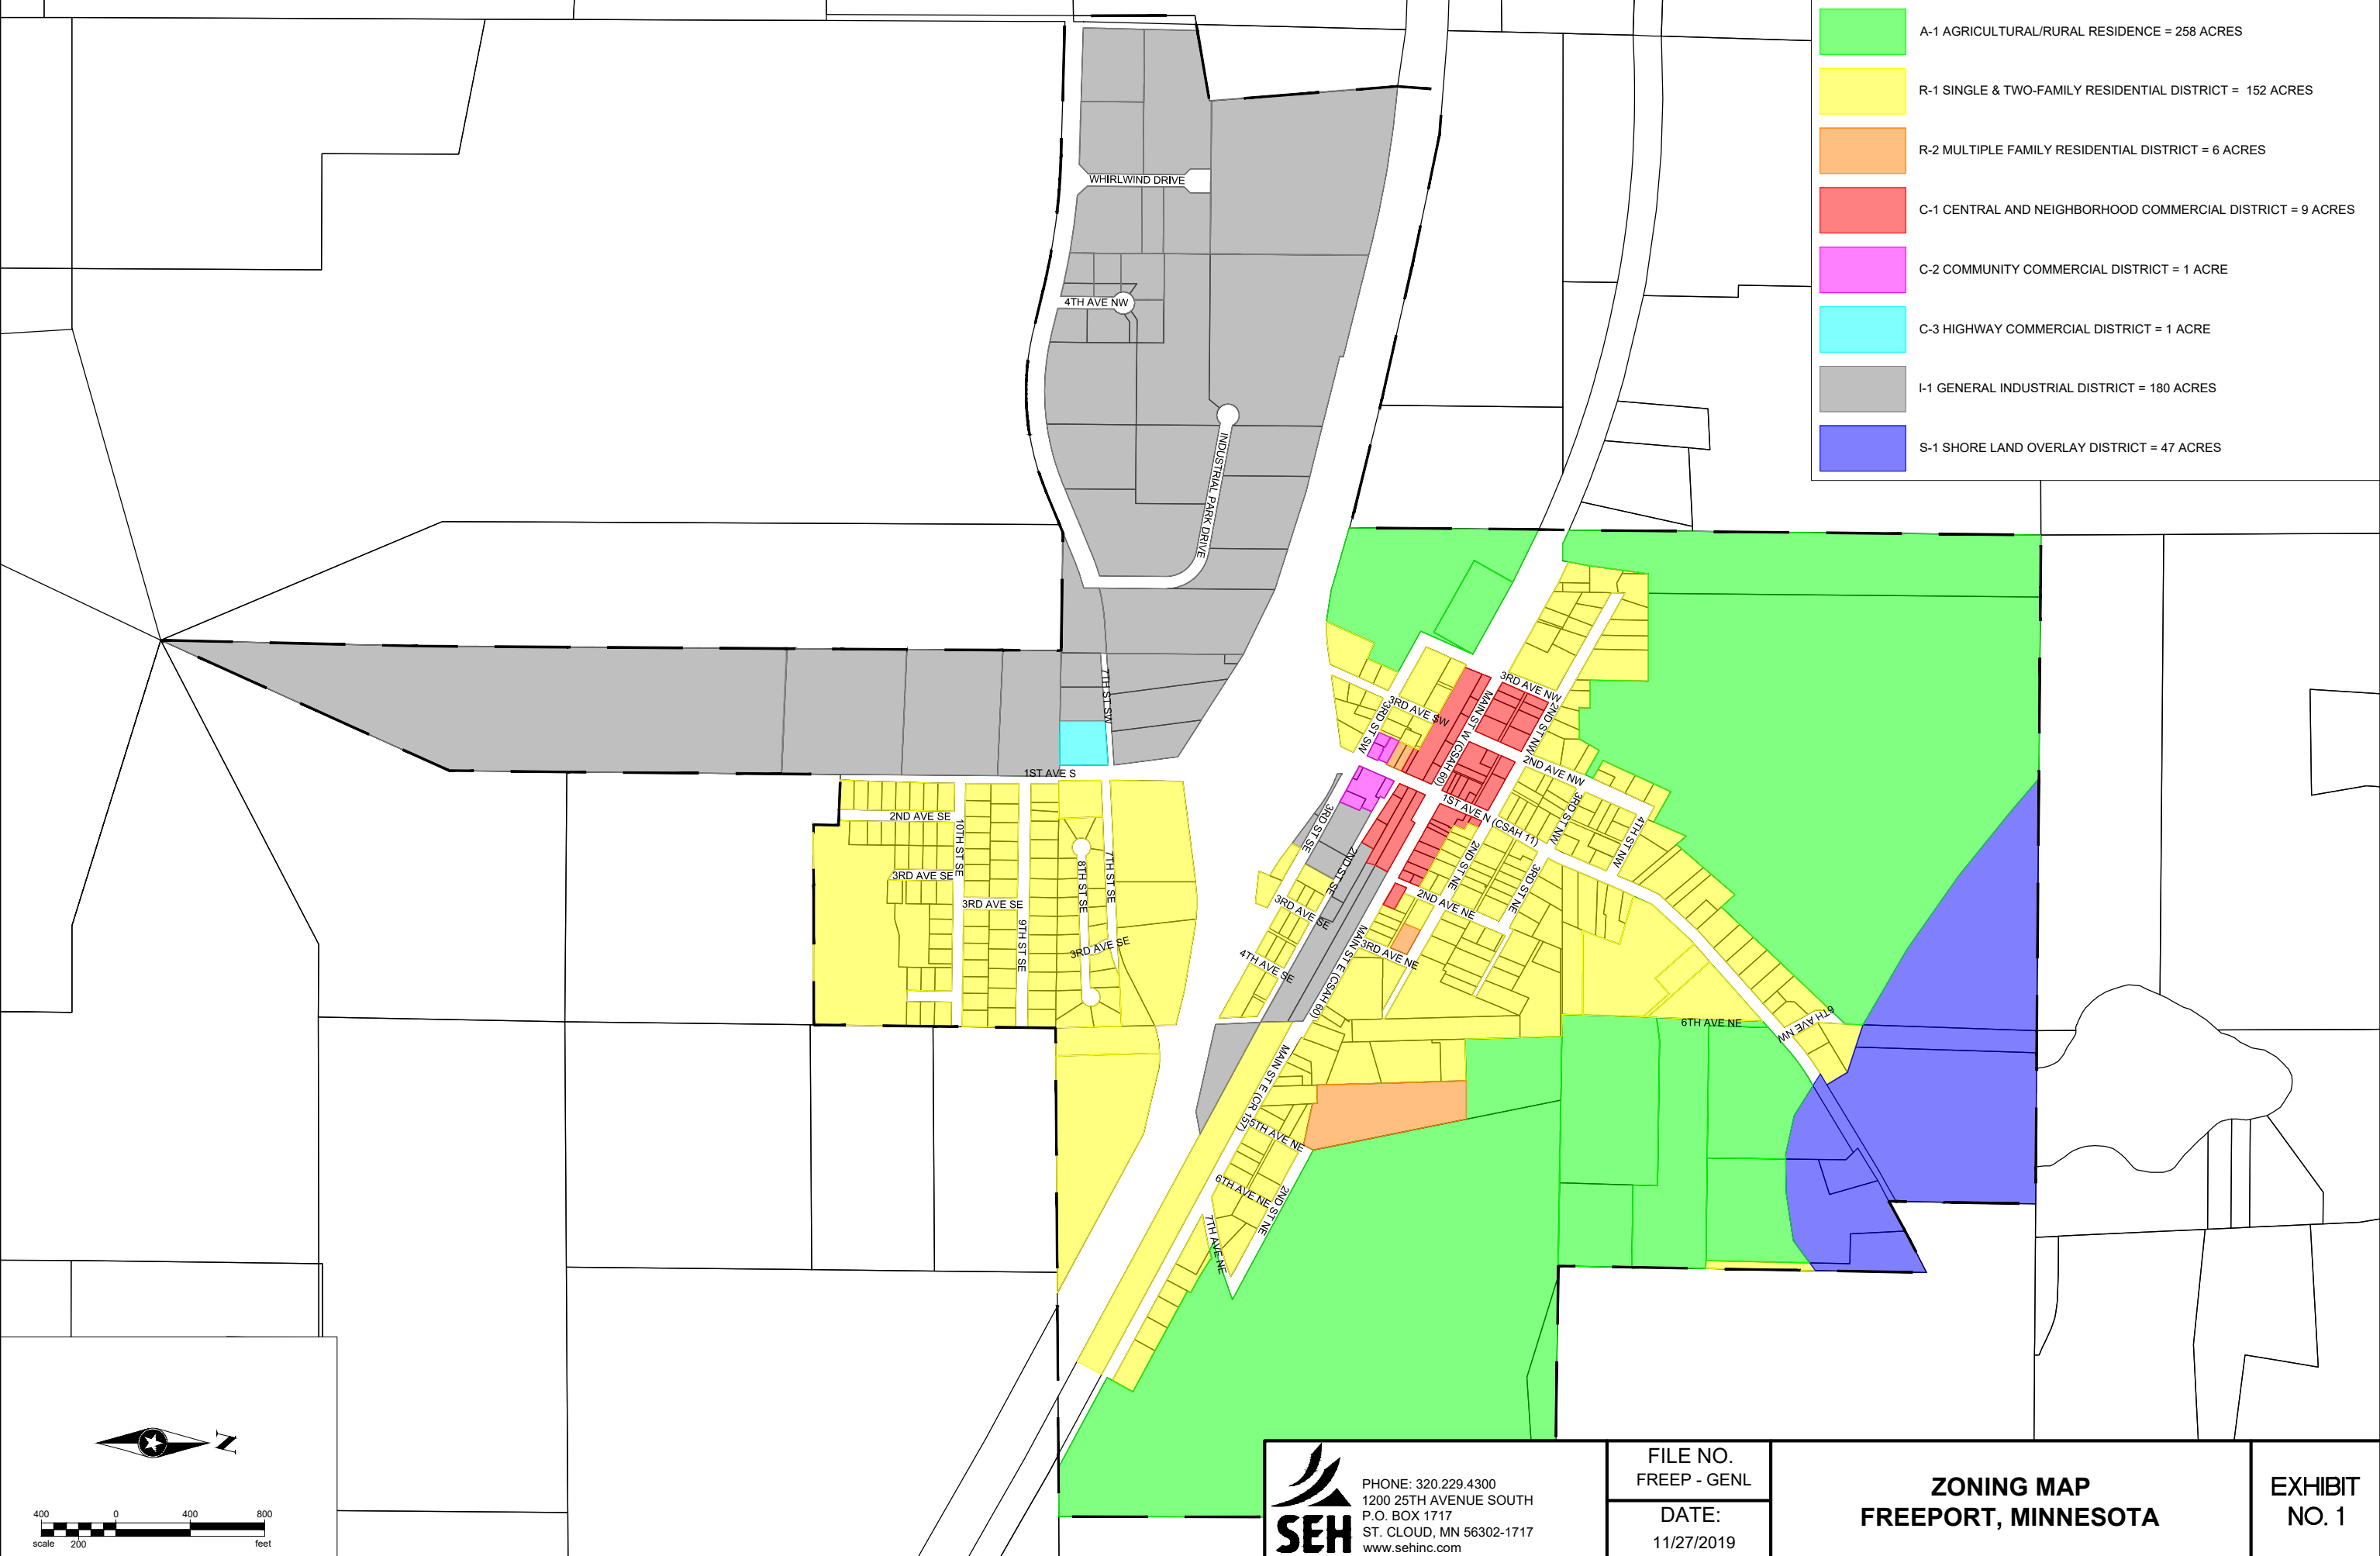 A-1 AGRICULTURAL/RURAL RESIDENCE = 258 ACRES
R-1 SINGLE & TWO-FAMILY RESIDENTIAL DISTRICT = 152 ACRES
R-2 MULTIPLE FAMILY RESIDENTIAL DISTRICT = 6 ACRES
C-1 CENTRAL AND NEIGHBORHOOD COMMERCIAL DISTRICT = 9 ACRES
C-2 COMMUNITY COMMERCIAL DISTRICT = 1 ACRE
C-3 HIGHWAY COMMERCIAL DISTRICT = 1 ACRE
I-1 GENERAL INDUSTRIAL DISTRICT = 180 ACRES
S-1 SHORE LAND OVERLAY DISTRICT = 47 ACRES
WHIRLWIND DRIVE
4TH AVE NW
INDUSTRIAL PARK DRIVE
7TH ST SW
1ST AVE S
3RD AVE NW
3RD AVE SW
3RD ST SW
MAIN ST W (CSAH 60)
2ND ST NW
2ND AVE NW
1ST AVE N (CSAH 11)
3RD ST NW
3RD ST NW
4TH ST NW
4TH ST NW
2ND AVE SE
10TH ST SE
3RD AVE SE
3RD AVE SE
9TH ST SE
8TH ST SE
7TH ST SE
3RD AVE SE
3RD ST SE
2ND ST SE
2ND ST NE
3RD ST NE
3RD AVE SE
2ND AVE NE
MAIN ST E (CSAH 60)
3RD AVE NE
4TH AVE SE
6TH AVE NE
6TH AVE NW
MAIN ST E (CR 157)
5TH AVE NE
6TH AVE NE
2ND ST NE
7TH AVE NE
N
400 0 400 800
scale 200 feet
SEH
PHONE: 320.229.4300
1200 25TH AVENUE SOUTH
P.O. BOX 1717
ST. CLOUD, MN 56302-1717
www.sehinc.com
FILE NO.
FREEP - GENL
DATE:
11/27/2019
ZONING MAP
FREEPORT, MINNESOTA
EXHIBIT
NO. 1